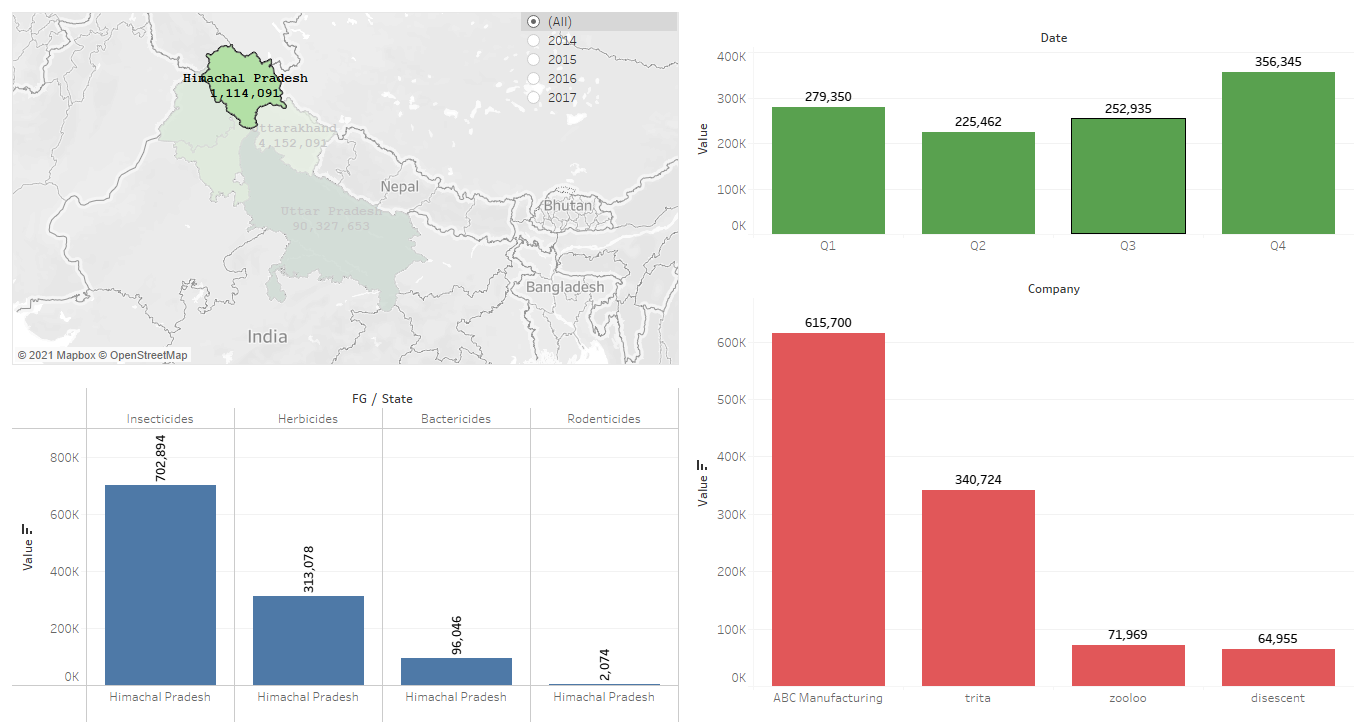 (All)
2014
2015
2016
2017
Himachal Pradesh
1,114,091
Uttarakhand
4,152,091
Uttar Pradesh
90,327,653
Nepal
Bhutan
Bangladesh
India
© 2021 Mapbox © OpenStreetMap
Date
Value
400K
300K
200K
100K
0K
279,350
225,462
252,935
356,345
Q1
Q2
Q3
Q4
FG / State
Insecticides
Herbicides
Bactericides
Rodenticides
Value
800K
600K
400K
200K
0K
702,894
313,078
96,046
2,074
Himachal Pradesh
Himachal Pradesh
Himachal Pradesh
Himachal Pradesh
Company
Value
600K
500K
400K
300K
200K
100K
0K
615,700
340,724
71,969
64,955
ABC Manufacturing
trita
zooloo
disescent